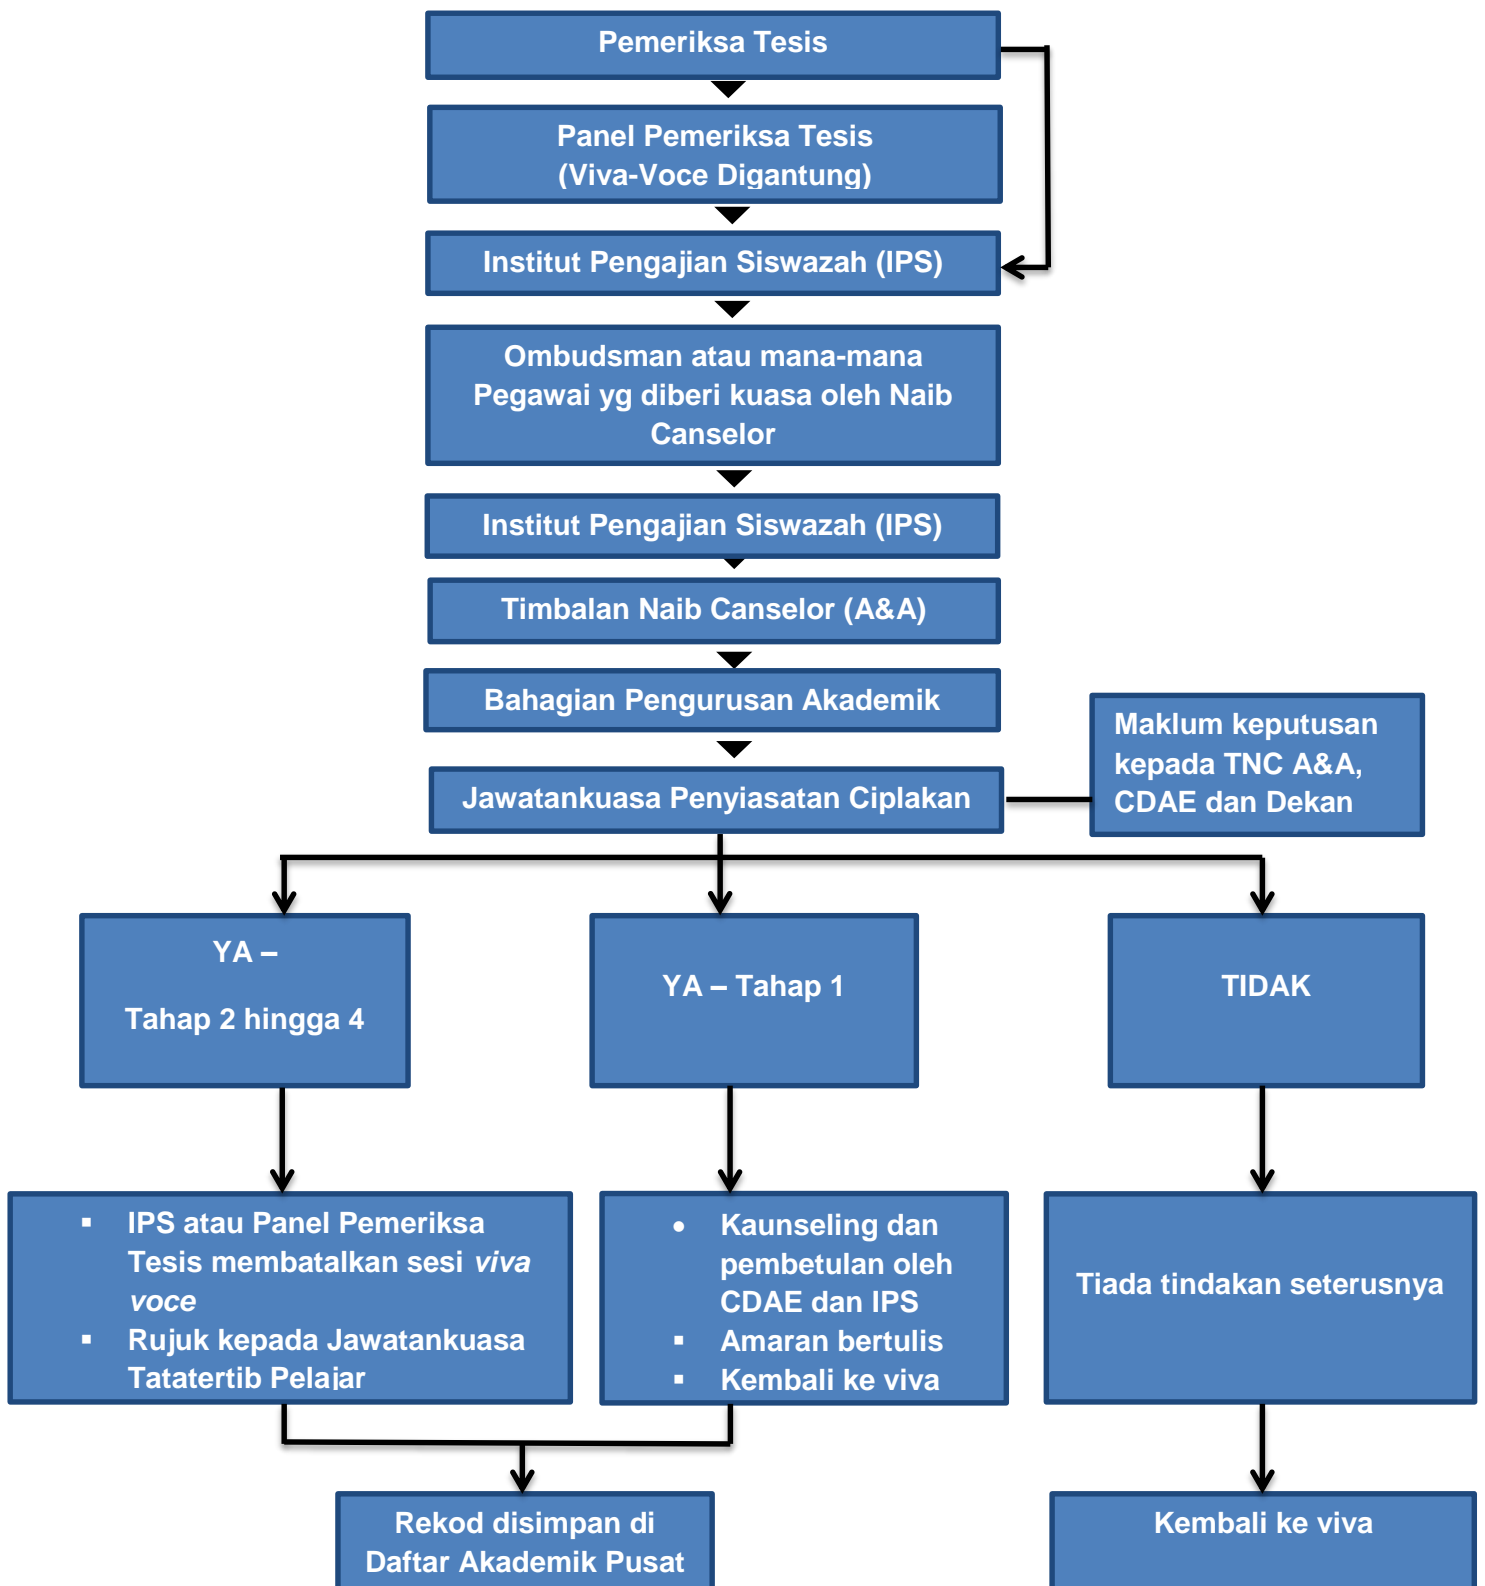 Pemeriksa Tesis
Panel Pemeriksa Tesis
(Viva-Voce Digantung)
Institut Pengajian Siswazah (IPS)
Ombudsman atau mana-mana
Pegawai yg diberi kuasa oleh Naib
Canselor
Institut Pengajian Siswazah (IPS)
Timbalan Naib Canselor (A&A)
Bahagian Pengurusan Akademik
Maklum keputusan
kepada TNC A&A,
CDAE dan Dekan
Jawatankuasa Penyiasatan Ciplakan
YA –
Tahap 2 hingga 4
YA – Tahap 1
TIDAK
▪ IPS atau Panel Pemeriksa
Tesis membatalkan sesi viva
voce
▪ Rujuk kepada Jawatankuasa
Tatatertib Pelajar
• Kaunseling dan
pembetulan oleh
CDAE dan IPS
▪ Amaran bertulis
▪ Kembali ke viva
Tiada tindakan seterusnya
Rekod disimpan di
Daftar Akademik Pusat
Kembali ke viva